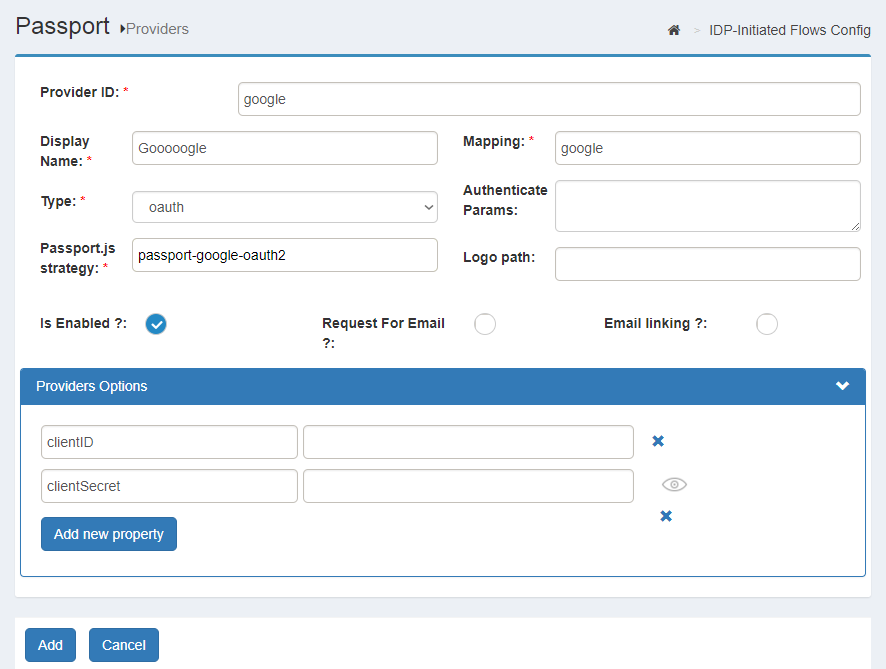 Passport Providers
> IDP-Initiated Flows Config
Provider ID: *
google
Display
Name: *
Gooooogle
Mapping: *
google
Type: *
oauth
Authenticate
Params:
Passport.js
strategy: *
passport-google-oauth2
Logo path:
Is Enabled ?:
Request For Email
?:
Email linking ?:
Providers Options
clientID
clientSecret
Add new property
Add
Cancel